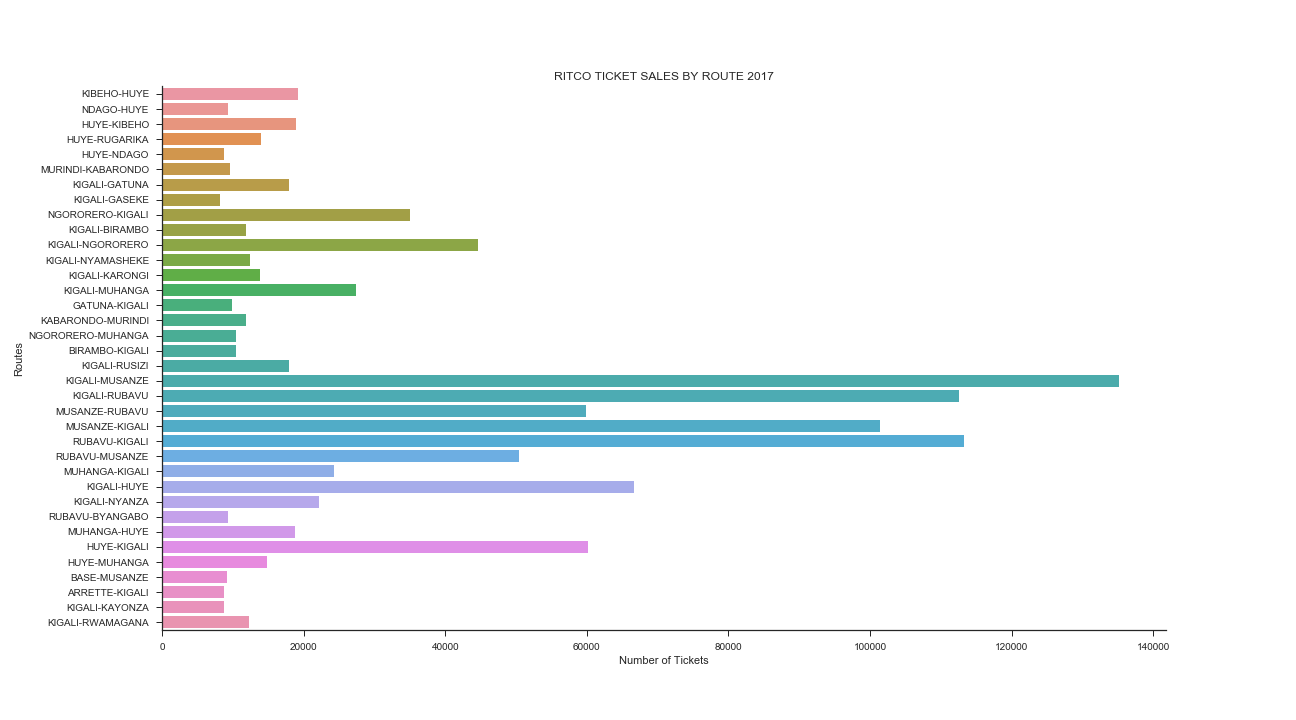 RITCO TICKET SALES BY ROUTE 2017
KIBEHO-HUYE
NDAGO-HUYE
HUYE-KIBEHO
HUYE-RUGARIKA
HUYE-NDAGO
MURINDI-KABARONDO
KIGALI-GATUNA
KIGALI-GASEKE
NGORORERO-KIGALI
KIGALI-BIRAMBO
KIGALI-NGORORERO
KIGALI-NYAMASHEKE
KIGALI-KARONGI
KIGALI-MUHANGA
GATUNA-KIGALI
KABARONDO-MURINDI
NGORORERO-MUHANGA
BIRAMBO-KIGALI
KIGALI-RUSIZI
KIGALI-MUSANZE
KIGALI-RUBAVU
MUSANZE-RUBAVU
MUSANZE-KIGALI
RUBAVU-KIGALI
RUBAVU-MUSANZE
MUHANGA-KIGALI
KIGALI-HUYE
KIGALI-NYANZA
RUBAVU-BYANGABO
MUHANGA-HUYE
HUYE-KIGALI
HUYE-MUHANGA
BASE-MUSANZE
ARRETTE-KIGALI
KIGALI-KAYONZA
KIGALI-RWAMAGANA
Routes
0 20000 40000 60000 80000 100000 120000 140000
Number of Tickets